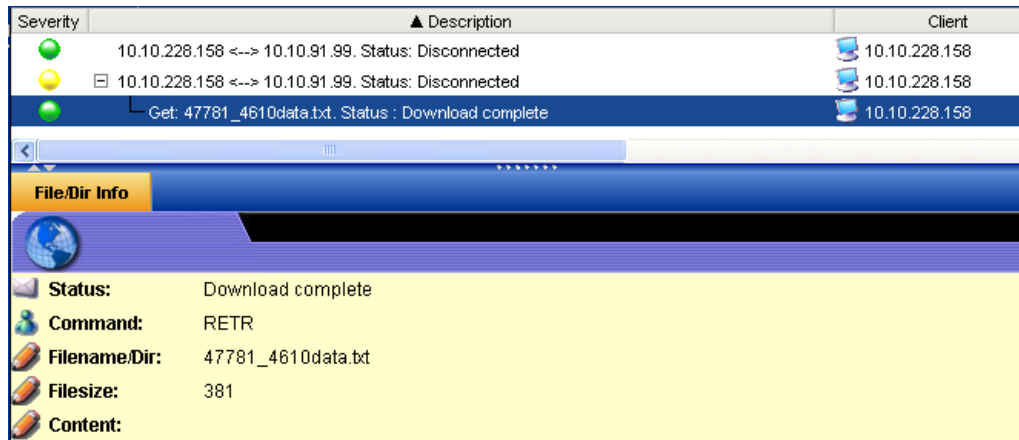 Severity ▲ Description Client
10.10.228.158 <--> 10.10.91.99. Status: Disconnected 10.10.228.158
10.10.228.158 <--> 10.10.91.99. Status: Disconnected 10.10.228.158
Get: 47781_4610data.txt. Status : Download complete 10.10.228.158
File/Dir Info
Status: Download complete
Command: RETR
Filename/Dir: 47781_4610data.txt
Filesize: 381
Content: